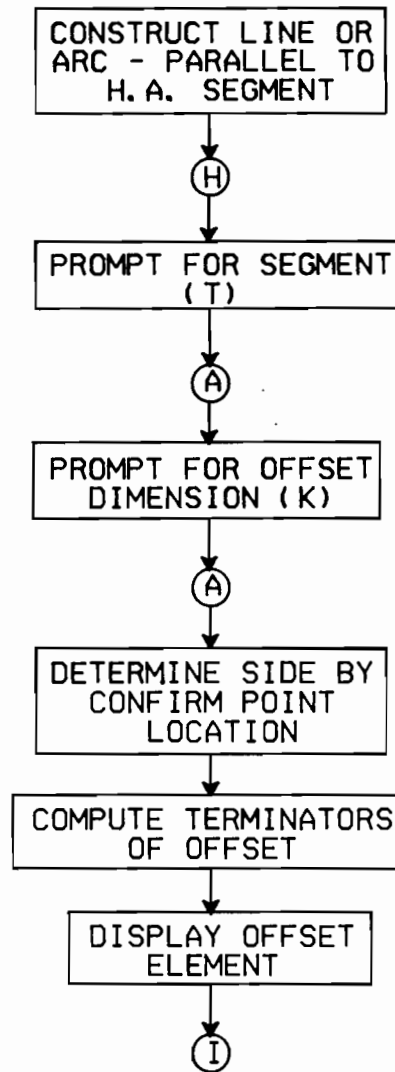 CONSTRUCT LINE OR
ARC - PARALLEL TO
H.A. SEGMENT
H
PROMPT FOR SEGMENT
(T)
A
PROMPT FOR OFFSET
DIMENSION (K)
A
DETERMINE SIDE BY
CONFIRM POINT
LOCATION
COMPUTE TERMINATORS
OF OFFSET
DISPLAY OFFSET
ELEMENT
I